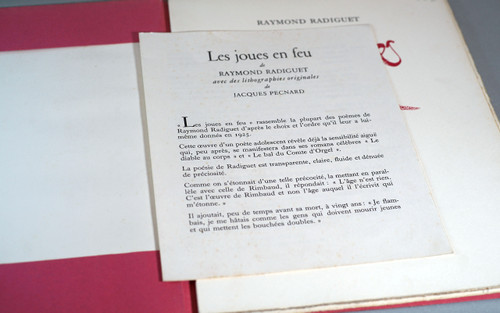 RAYMOND RADIGUET
Les joues en feu
de
RAYMOND RADIGUET
avec des lithographies originales
de
JACQUES PECNARD
« Les joues en feu » rassemble la plupart des poèmes de
Raymond Radiguet d'après le choix et l'ordre qu'il leur a lui-
même donnés en 1923.
Cette œuvre d'un poète adolescent révèle déjà la sensibilité aiguë
qui, peu après, se manifestera dans ses romans célèbres « Le
diable au corps » et « Le bal du Comte d'Orgel ».
La poésie de Radiguet est transparente, claire, fluide et dénuée
de préciosité.
Comme on s'étonnait d'une telle précocité, la mettant en paral-
lèle avec celle de Rimbaud, il répondait : « L'âge n'est rien.
C'est l'œuvre de Rimbaud et non l'âge auquel il l'écrivit qui
m'étonne. »
Il ajoutait, peu de temps avant sa mort, à vingt ans : « Je flam-
bais, je me hâtais comme les gens qui doivent mourir jeunes
et qui mettent les bouchées doubles. »